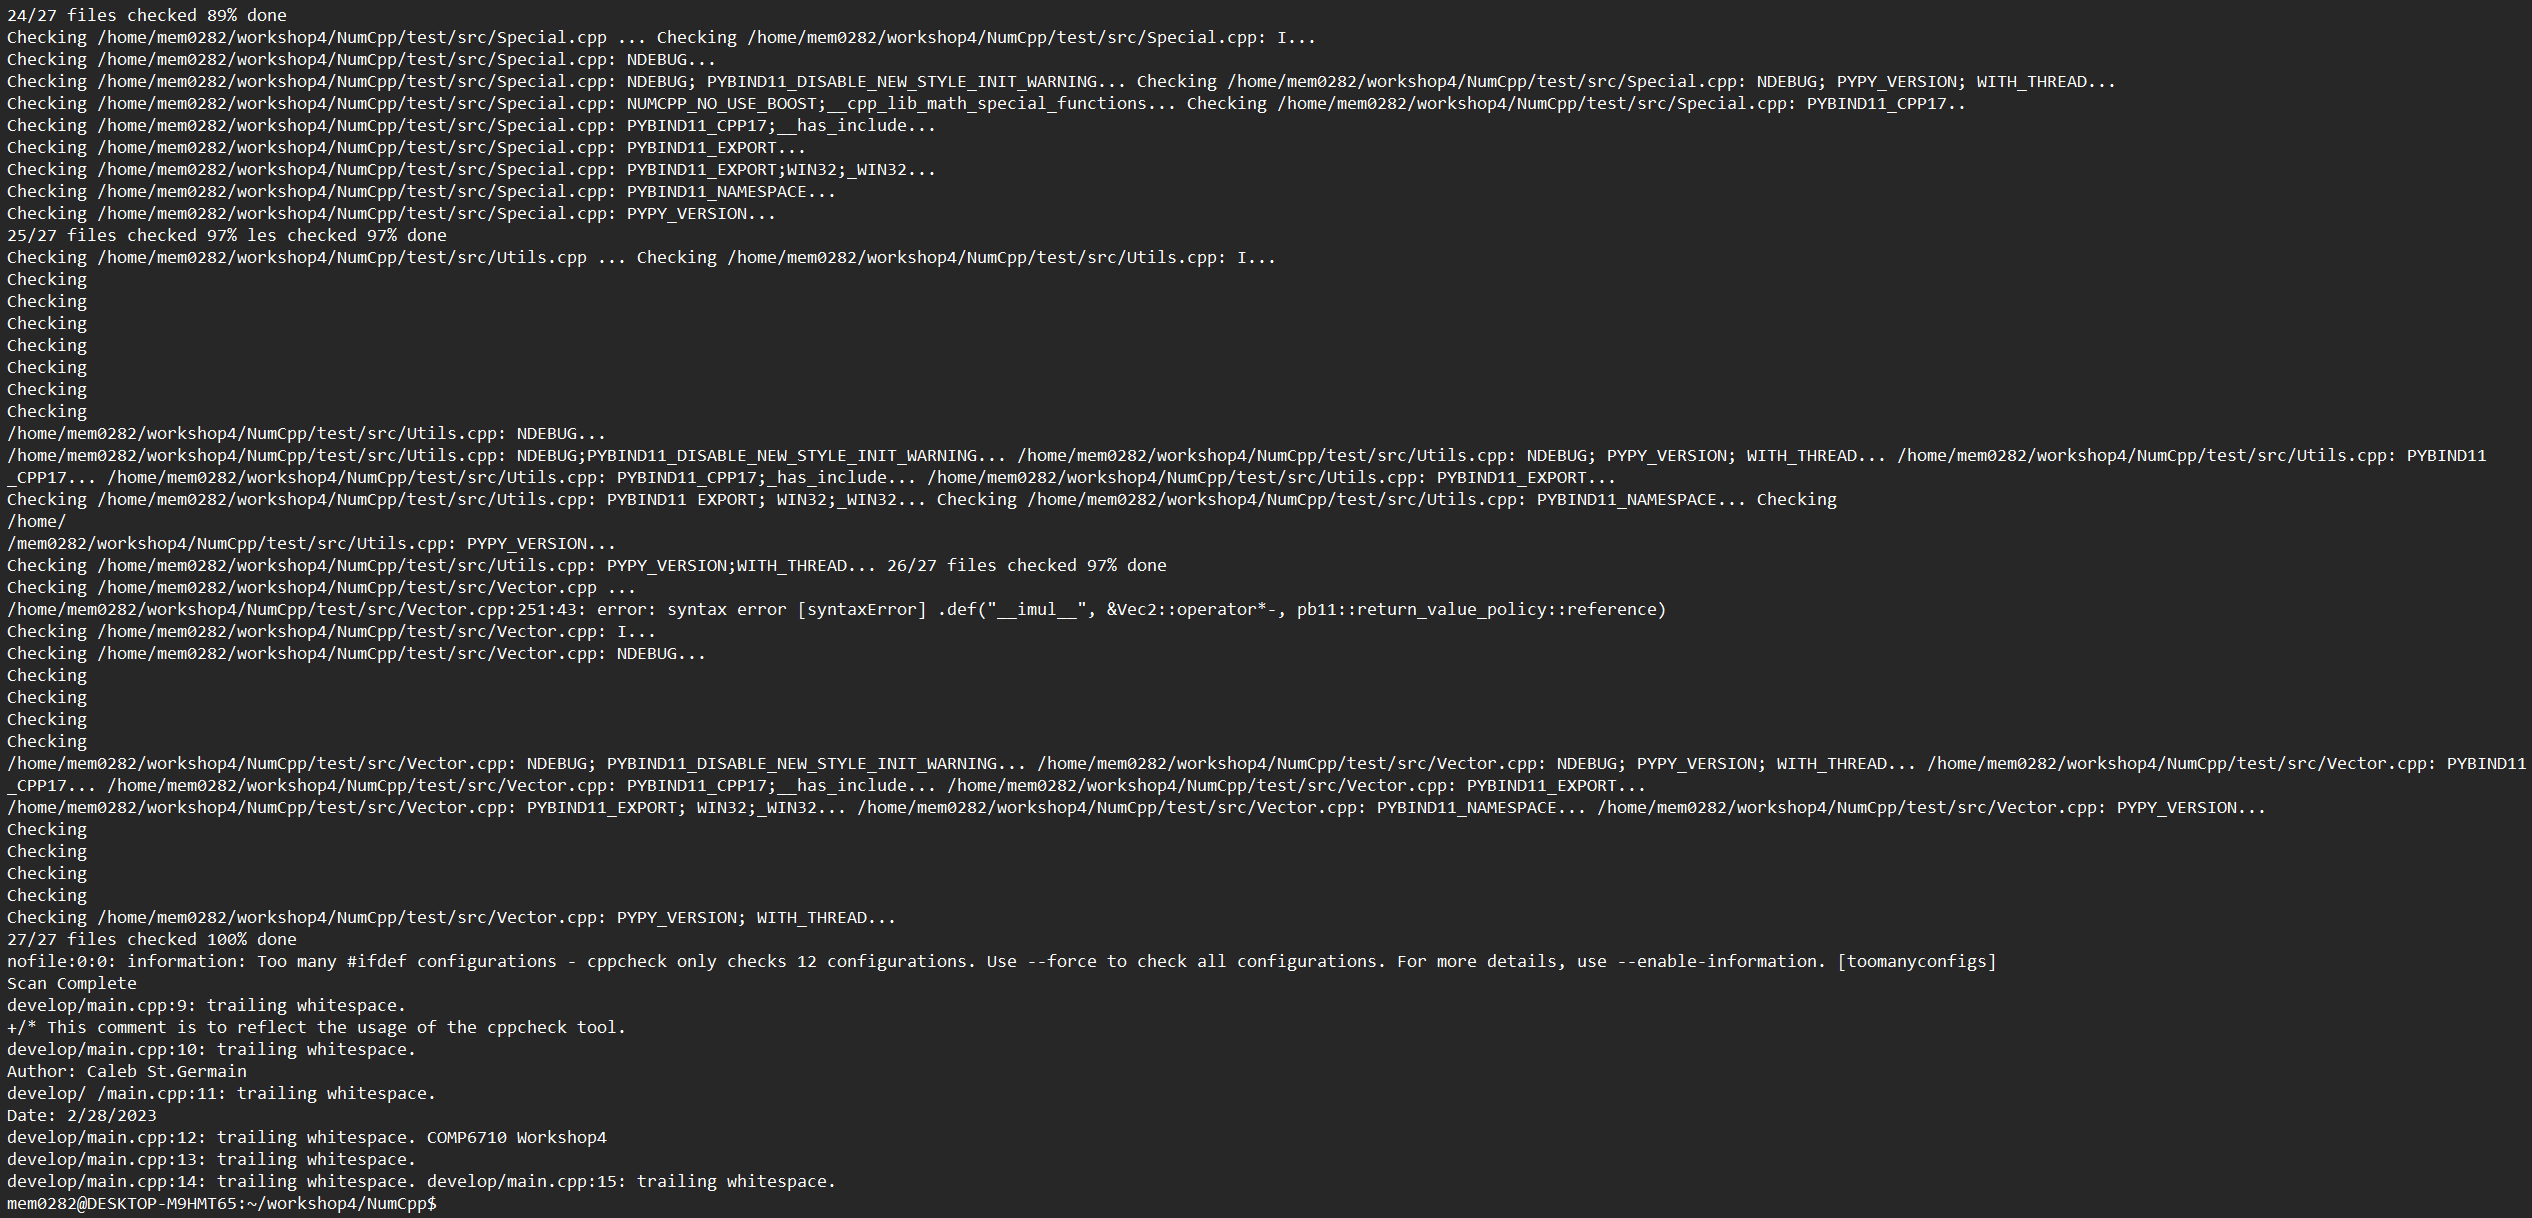 24/27 files checked 89% done
Checking /home/mem0282/workshop4/NumCpp/test/src/Special.cpp ... Checking /home/mem0282/workshop4/NumCpp/test/src/Special.cpp: I...
Checking /home/mem0282/workshop4/NumCpp/test/src/Special.cpp: NDEBUG...
Checking /home/mem0282/workshop4/NumCpp/test/src/Special.cpp: NDEBUG; PYBIND11_DISABLE_NEW_STYLE_INIT_WARNING... Checking /home/mem0282/workshop4/NumCpp/test/src/Special.cpp: NDEBUG; PYPY_VERSION; WITH_THREAD...
Checking /home/mem0282/workshop4/NumCpp/test/src/Special.cpp: NUMCPP_NO_USE_BOOST;__cpp_lib_math_special_functions... Checking /home/mem0282/workshop4/NumCpp/test/src/Special.cpp: PYBIND11_CPP17..
Checking /home/mem0282/workshop4/NumCpp/test/src/Special.cpp: PYBIND11_CPP17;__has_include...
Checking /home/mem0282/workshop4/NumCpp/test/src/Special.cpp: PYBIND11_EXPORT...
Checking /home/mem0282/workshop4/NumCpp/test/src/Special.cpp: PYBIND11_EXPORT;WIN32;_WIN32...
Checking /home/mem0282/workshop4/NumCpp/test/src/Special.cpp: PYBIND11_NAMESPACE...
Checking /home/mem0282/workshop4/NumCpp/test/src/Special.cpp: PYPY_VERSION...
25/27 files checked 97% les checked 97% done
Checking /home/mem0282/workshop4/NumCpp/test/src/Utils.cpp ... Checking /home/mem0282/workshop4/NumCpp/test/src/Utils.cpp: I...
Checking
Checking
Checking
Checking
Checking
Checking
Checking
/home/mem0282/workshop4/NumCpp/test/src/Utils.cpp: NDEBUG...
/home/mem0282/workshop4/NumCpp/test/src/Utils.cpp: NDEBUG;PYBIND11_DISABLE_NEW_STYLE_INIT_WARNING... /home/mem0282/workshop4/NumCpp/test/src/Utils.cpp: NDEBUG; PYPY_VERSION; WITH_THREAD... /home/mem0282/workshop4/NumCpp/test/src/Utils.cpp: PYBIND11
_CPP17... /home/mem0282/workshop4/NumCpp/test/src/Utils.cpp: PYBIND11_CPP17;_has_include... /home/mem0282/workshop4/NumCpp/test/src/Utils.cpp: PYBIND11_EXPORT...
Checking /home/mem0282/workshop4/NumCpp/test/src/Utils.cpp: PYBIND11 EXPORT; WIN32;_WIN32... Checking /home/mem0282/workshop4/NumCpp/test/src/Utils.cpp: PYBIND11_NAMESPACE... Checking
/home/
/mem0282/workshop4/NumCpp/test/src/Utils.cpp: PYPY_VERSION...
Checking /home/mem0282/workshop4/NumCpp/test/src/Utils.cpp: PYPY_VERSION;WITH_THREAD... 26/27 files checked 97% done
Checking /home/mem0282/workshop4/NumCpp/test/src/Vector.cpp ...
/home/mem0282/workshop4/NumCpp/test/src/Vector.cpp:251:43: error: syntax error [syntaxError] .def("__imul__", &Vec2::operator*-, pb11::return_value_policy::reference)
Checking /home/mem0282/workshop4/NumCpp/test/src/Vector.cpp: I...
Checking /home/mem0282/workshop4/NumCpp/test/src/Vector.cpp: NDEBUG...
Checking
Checking
Checking
Checking
/home/mem0282/workshop4/NumCpp/test/src/Vector.cpp: NDEBUG; PYBIND11_DISABLE_NEW_STYLE_INIT_WARNING... /home/mem0282/workshop4/NumCpp/test/src/Vector.cpp: NDEBUG; PYPY_VERSION; WITH_THREAD... /home/mem0282/workshop4/NumCpp/test/src/Vector.cpp: PYBIND11
_CPP17... /home/mem0282/workshop4/NumCpp/test/src/Vector.cpp: PYBIND11_CPP17;__has_include... /home/mem0282/workshop4/NumCpp/test/src/Vector.cpp: PYBIND11_EXPORT...
/home/mem0282/workshop4/NumCpp/test/src/Vector.cpp: PYBIND11_EXPORT; WIN32;_WIN32... /home/mem0282/workshop4/NumCpp/test/src/Vector.cpp: PYBIND11_NAMESPACE... /home/mem0282/workshop4/NumCpp/test/src/Vector.cpp: PYPY_VERSION...
Checking
Checking
Checking
Checking
Checking /home/mem0282/workshop4/NumCpp/test/src/Vector.cpp: PYPY_VERSION; WITH_THREAD...
27/27 files checked 100% done
nofile:0:0: information: Too many #ifdef configurations - cppcheck only checks 12 configurations. Use --force to check all configurations. For more details, use --enable-information. [toomanyconfigs]
Scan Complete
develop/main.cpp:9: trailing whitespace.
+/* This comment is to reflect the usage of the cppcheck tool.
develop/main.cpp:10: trailing whitespace.
Author: Caleb St.Germain
develop/ /main.cpp:11: trailing whitespace.
Date: 2/28/2023
develop/main.cpp:12: trailing whitespace. COMP6710 Workshop4
develop/main.cpp:13: trailing whitespace.
develop/main.cpp:14: trailing whitespace. develop/main.cpp:15: trailing whitespace.
mem0282@DESKTOP-M9HMT65:~/workshop4/NumCpp$